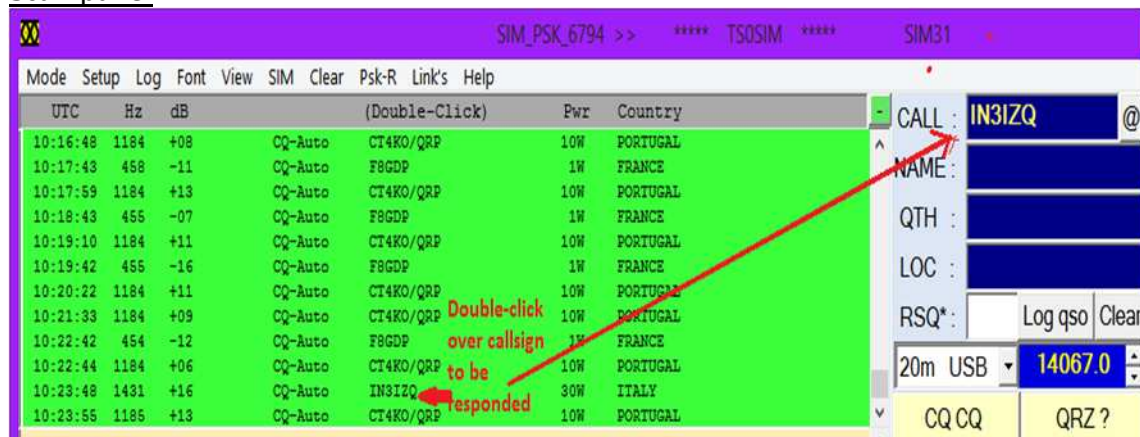 SIM_PSK_6794 >> ***** TS0SIM ***** SIM31
Mode Setup Log Font View SIM Clear Psk-R Link's Help
UTC Hz dB (Double-Click) Pwr Country -
10:16:48 1184 +08 CQ-Auto CT4KO/QRP 10W PORTUGAL
10:17:43 458 -11 CQ-Auto F8GDP 1W FRANCE
10:17:59 1184 +13 CQ-Auto CT4KO/QRP 10W PORTUGAL
10:18:43 455 -07 CQ-Auto F8GDP 1W FRANCE
10:19:10 1184 +11 CQ-Auto CT4KO/QRP 10W PORTUGAL
10:19:42 455 -16 CQ-Auto F8GDP 1W FRANCE
10:20:22 1184 +11 CQ-Auto CT4KO/QRP 10W PORTUGAL
10:21:33 1184 +09 CQ-Auto CT4KO/QRP 10W PORTUGAL
10:22:42 454 -12 CQ-Auto F8GDP 1W FRANCE
10:22:44 1184 +06 CQ-Auto CT4KO/QRP 10W PORTUGAL
10:23:48 1431 +16 CQ-Auto IN3IZQ 30W ITALY
10:23:55 1185 +13 CQ-Auto CT4KO/QRP 10W PORTUGAL
Double-click
over callsign
to be
responded
CALL : IN3IZQ @
NAME :
QTH :
LOC :
RSQ* : Log qso Clear
20m USB 14067.0
CQ CQ QRZ ?